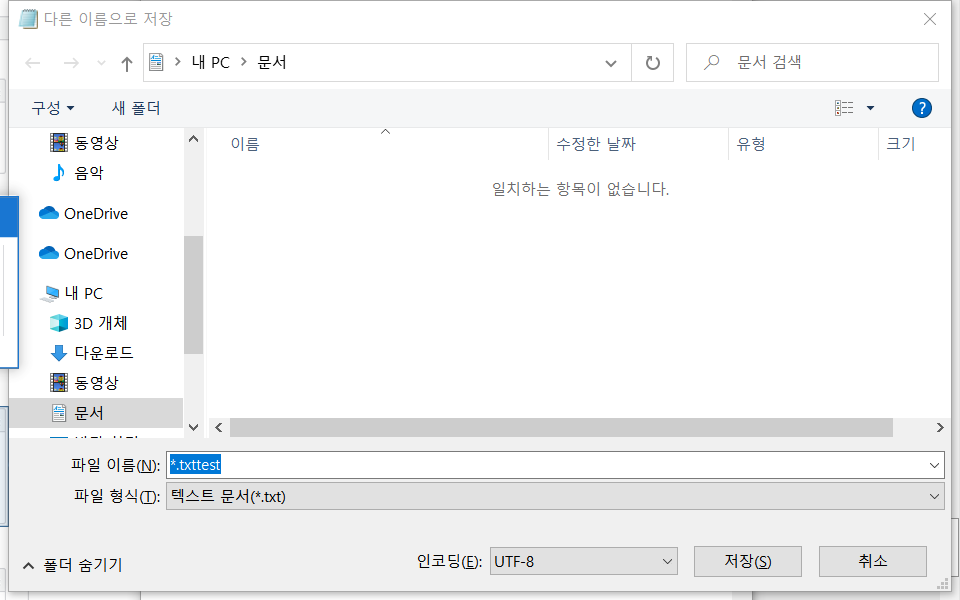 다른 이름으로 저장
내 PC > 문서
문서 검색
구성
새 폴더
?
동영상
음악
OneDrive
OneDrive
내 PC
3D 개체
다운로드
동영상
문서
이름
수정한 날짜
유형
크기
일치하는 항목이 없습니다.
파일 이름(N):
*.txttest
파일 형식(T):
텍스트 문서(*.txt)
폴더 숨기기
인코딩(E):
UTF-8
저장(S)
취소